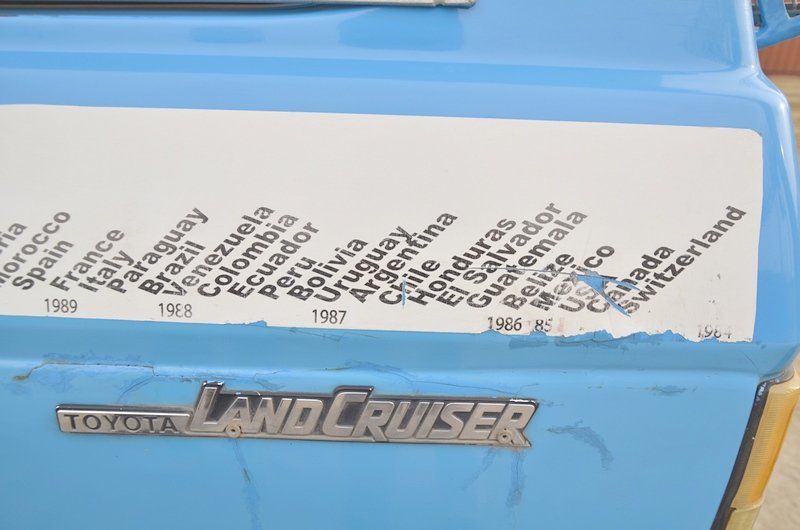 Morocco
Spain
France
Italy
Paraguay
Brazil
Venezuela
Colombia
Ecuador
Peru
Bolivia
Uruguay
Argentina
Chile
Honduras
El Salvador
Guatemala
Belize
Mexico
Canada
Switzerland
1989
1988
1987
1986
85
1984
TOYOTA LANDCRUISER